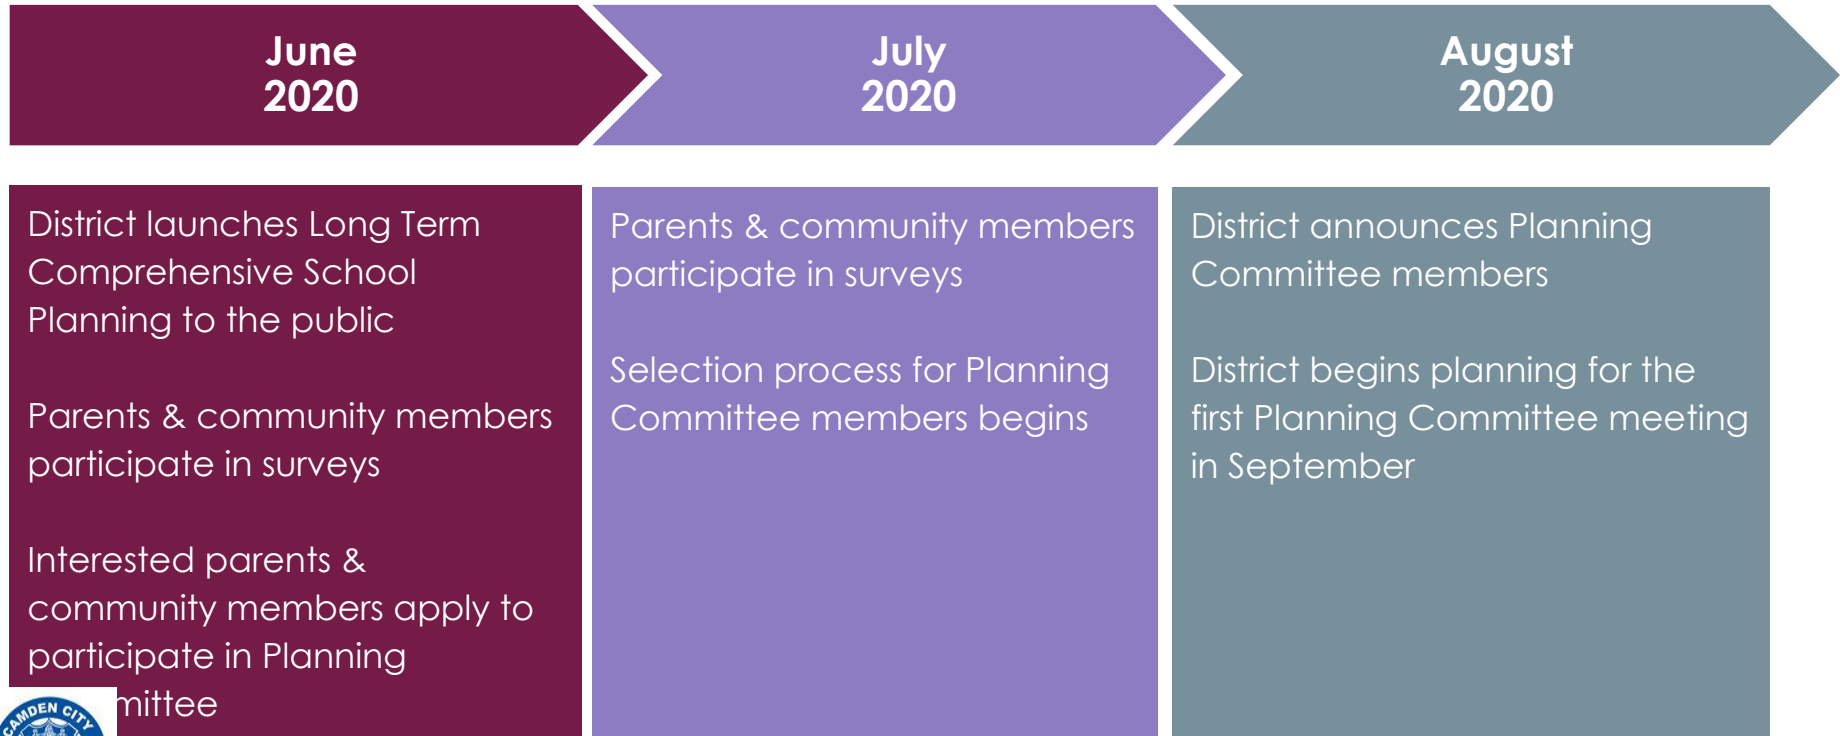 June
2020
July
2020
August
2020
District launches Long Term
Comprehensive School
Planning to the public
Parents & community members
participate in surveys
Interested parents &
community members apply to
participate in Planning
mittee
Parents & community members
participate in surveys
Selection process for Planning
Committee members begins
District announces Planning
Committee members
District begins planning for the
first Planning Committee meeting
in September
CAMDEN CITY